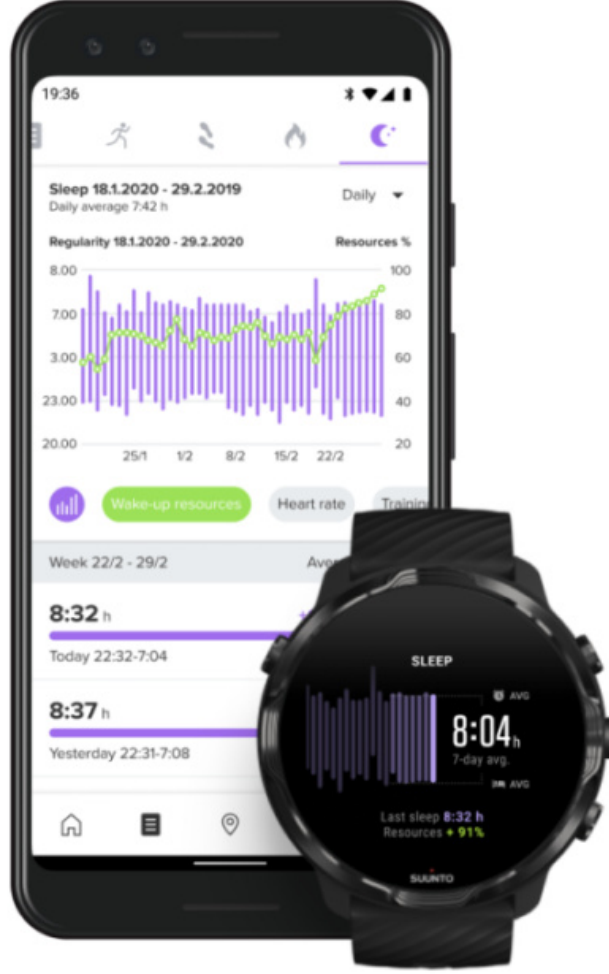 19:36
Sleep 18.1.2020 - 29.2.2019
Daily average 7:42 h
Daily
Regularity 18.1.2020 - 29.2.2020 Resources %
8.00 100
7.00 80
3.00 60
23.00 40
20.00 20
25/1 1/2 8/2 15/2 22/2
Wake-up resources Heart rate Training
Week 22/2 - 29/2
8:32 h
Today 22:32-7:04
8:37 h
Yesterday 22:31-7:08
SLEEP
AVG
8:04 h
7-day avg.
AVG
Last sleep 8:32 h
Resources + 91%
SUUNTO